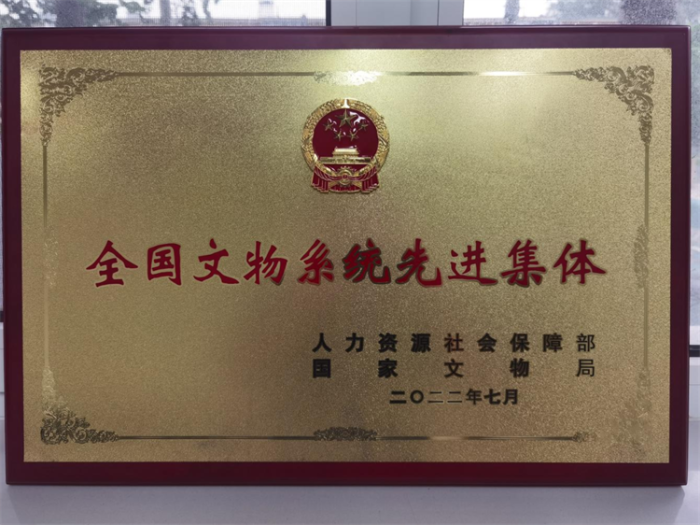 全国文物系统先进集体
人力资源社会保障部
国家文物局
二〇二二年七月